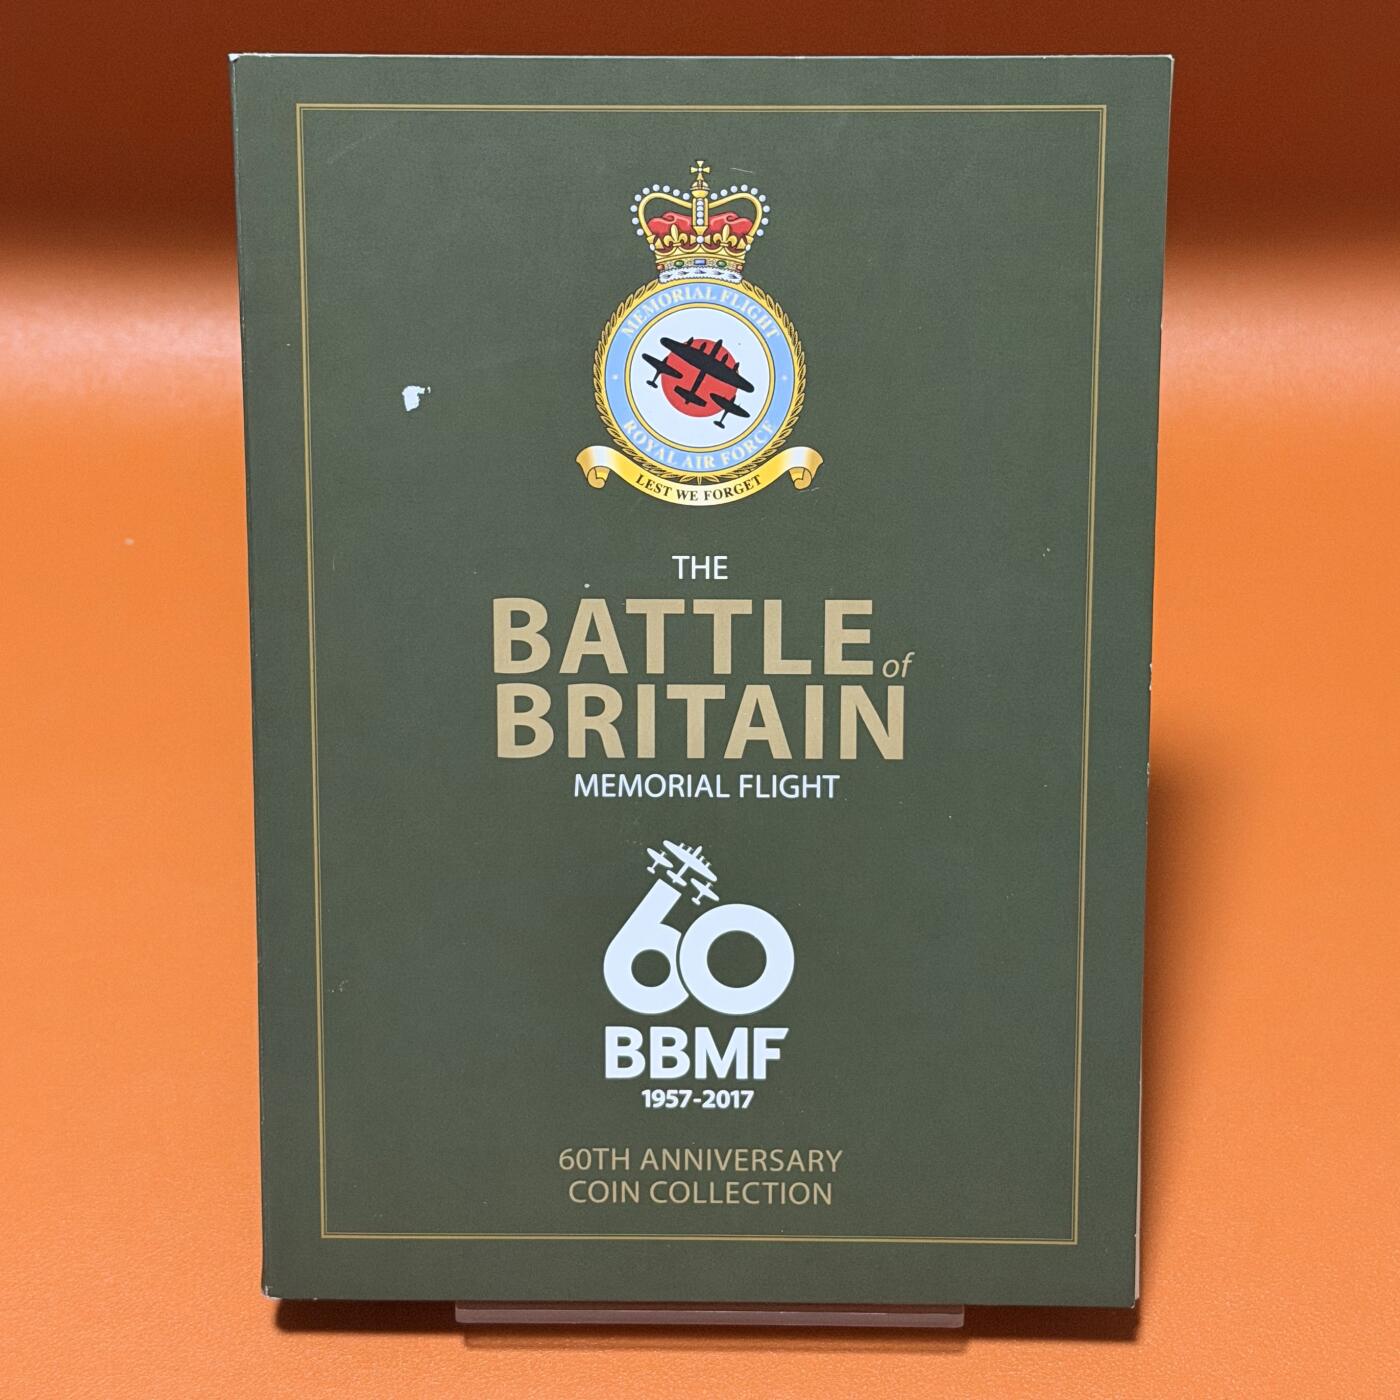 MEMORIAL FLIGHT
ROYAL AIR FORCE
LEST WE FORGET
THE
BATTLE of
BRITAIN
MEMORIAL FLIGHT
60
BBMF
1957-2017
60TH ANNIVERSARY
COIN COLLECTION